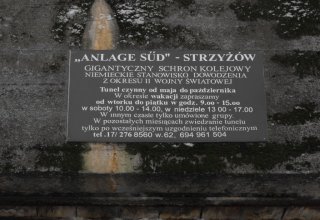 „ANLAGE SÜD" - STRZYŻÓW
GIGANTYCZNY SCHRON KOLEJOWY
NIEMIECKIE STANOWISKO DOWODZENIA
Z OKRESU II WOJNY ŚWIATOWEJ
Tunel czynny od maja do października
W okresie wakacji zapraszamy
od wtorku do piątku w godz. 9.00 - 15.00
w soboty 10.00 -14.00, w niedziele 13.00 - 17.00
W innym czasie tylko umówione grupy.
W pozostałych miesiącach zwiedzanie tunelu
tylko po wcześniejszym uzgodnieniu telefonicznym
tel. /17/ 276 8560 w.62, 694 961 504